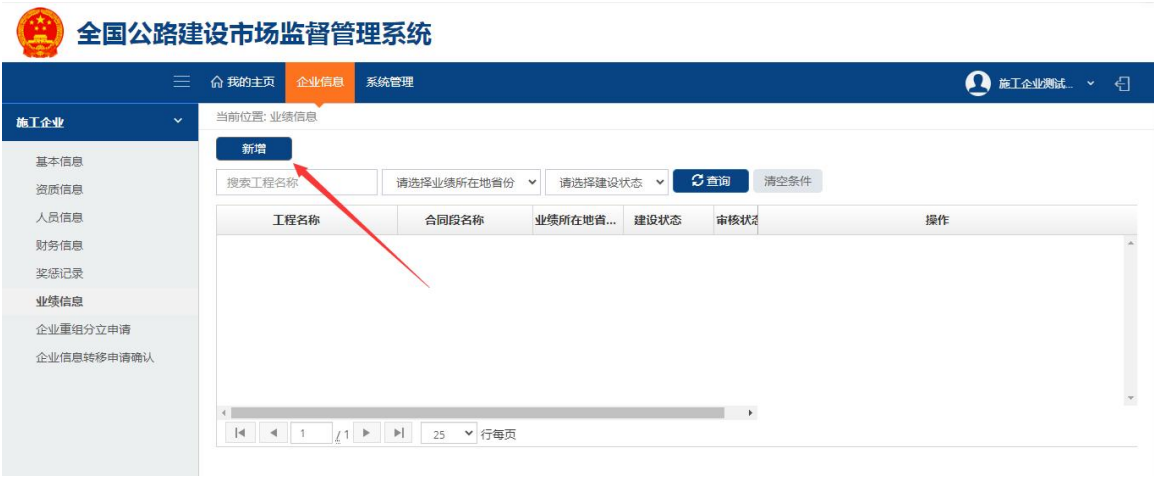 全国公路建设市场监督管理系统
我的主页 企业信息 系统管理 施工企业测试...
施工企业
当前位置: 业绩信息
新增
基本信息
资质信息
人员信息
财务信息
奖惩记录
业绩信息
企业重组分立申请
企业信息转移申请确认
搜索工程名称 请选择业绩所在地省份 请选择建设状态 查询 清空条件
工程名称 合同段名称 业绩所在地省... 建设状态 审核状态 操作
1 / 1 25 行每页